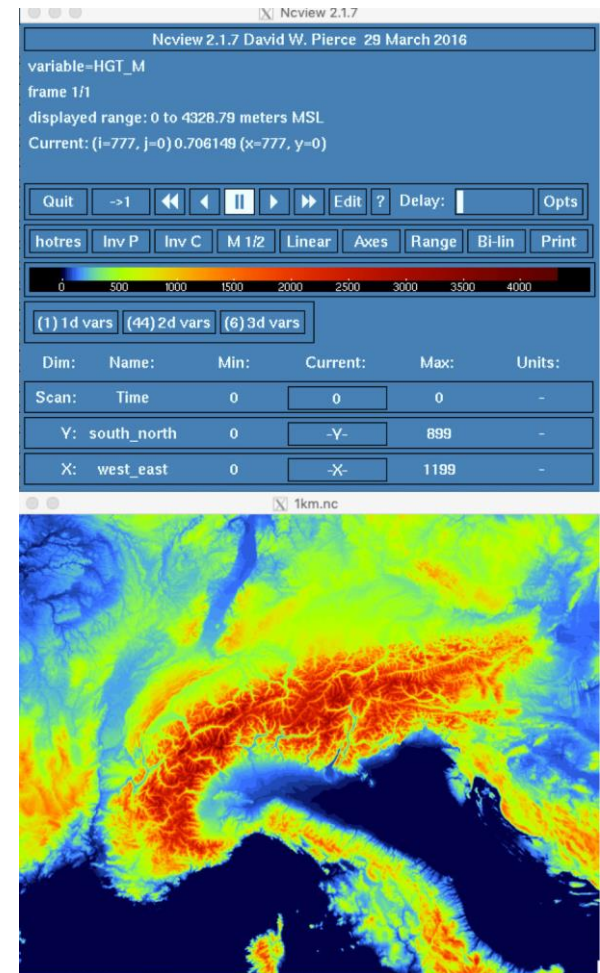 Ncview 2.1.7
Ncview 2.1.7 David W. Pierce 29 March 2016
variable=HGT_M
frame 1/1
displayed range: 0 to 4328.79 meters MSL
Current: (i=777, j=0) 0.706149 (x=777, y=0)
Quit ->1 Edit ? Delay: Opts
hotres Inv P Inv C M 1/2 Linear Axes Range Bi-lin Print
0 500 1000 1500 2000 2500 3000 3500 4000
(1) 1d vars (44) 2d vars (6) 3d vars
Dim: Name: Min: Current: Max: Units:
Scan: Time 0 0 0 -
Y: south_north 0 -Y- 899 -
X: west_east 0 -X- 1199 -
1km.nc